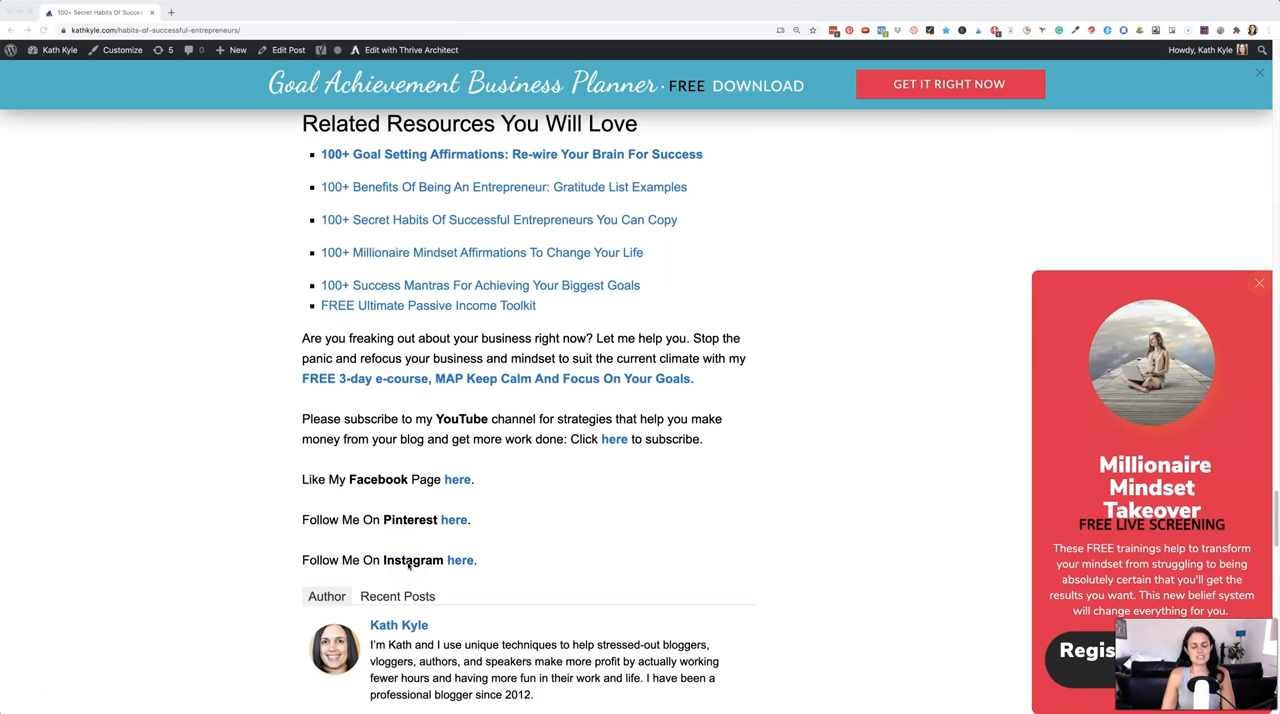 100+ Secret Habits Of Succes
kathkyle.com/habits-of-successful-entrepreneurs/
Kath Kyle
Customize
5
0
New
Edit Post
Edit with Thrive Architect
Howdy, Kath Kyle
Goal Achievement Business Planner · FREE DOWNLOAD
GET IT RIGHT NOW
Related Resources You Will Love
100+ Goal Setting Affirmations: Re-wire Your Brain For Success
100+ Benefits Of Being An Entrepreneur: Gratitude List Examples
100+ Secret Habits Of Successful Entrepreneurs You Can Copy
100+ Millionaire Mindset Affirmations To Change Your Life
100+ Success Mantras For Achieving Your Biggest Goals
FREE Ultimate Passive Income Toolkit
Are you freaking out about your business right now? Let me help you. Stop the
panic and refocus your business and mindset to suit the current climate with my
FREE 3-day e-course, MAP Keep Calm And Focus On Your Goals.
Please subscribe to my YouTube channel for strategies that help you make
money from your blog and get more work done: Click here to subscribe.
Like My Facebook Page here.
Follow Me On Pinterest here.
Follow Me On Instagram here.
Author
Recent Posts
Kath Kyle
I'm Kath and I use unique techniques to help stressed-out bloggers,
vloggers, authors, and speakers make more profit by actually working
fewer hours and having more fun in their work and life. I have been a
professional blogger since 2012.
Millionaire
Mindset
Takeover
FREE LIVE SCREENING
These FREE trainings help to transform
your mindset from struggling to being
absolutely certain that you'll get the
results you want. This new belief system
will change everything for you.
Regis